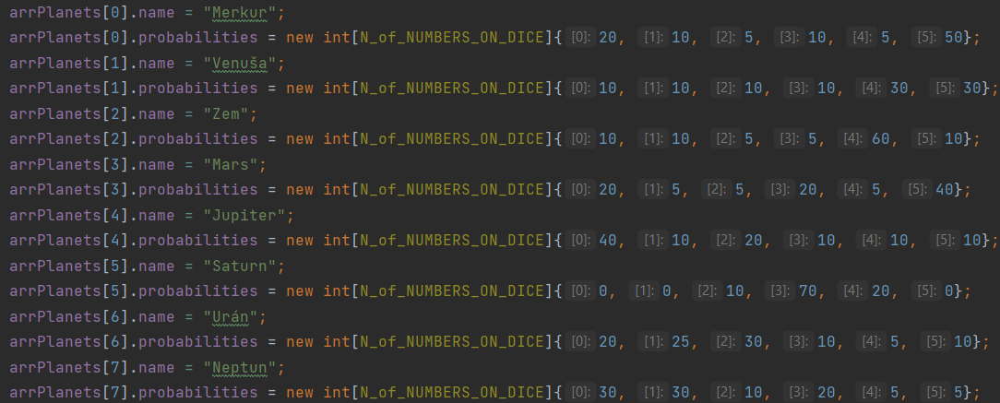 arrPlanets[0].name = "Merkur";
arrPlanets[0].probabilities = new int[N_of_NUMBERS_ON_DICE]{[0]: 20, [1]: 10, [2]: 5, [3]: 10, [4]: 5, [5]: 50};
arrPlanets[1].name = "Venuša";
arrPlanets[1].probabilities = new int[N_of_NUMBERS_ON_DICE]{[0]: 10, [1]: 10, [2]: 10, [3]: 10, [4]: 30, [5]: 30};
arrPlanets[2].name = "Zem";
arrPlanets[2].probabilities = new int[N_of_NUMBERS_ON_DICE]{[0]: 10, [1]: 10, [2]: 5, [3]: 5, [4]: 60, [5]: 10};
arrPlanets[3].name = "Mars";
arrPlanets[3].probabilities = new int[N_of_NUMBERS_ON_DICE]{[0]: 20, [1]: 5, [2]: 5, [3]: 20, [4]: 5, [5]: 40};
arrPlanets[4].name = "Jupiter";
arrPlanets[4].probabilities = new int[N_of_NUMBERS_ON_DICE]{[0]: 40, [1]: 10, [2]: 20, [3]: 10, [4]: 10, [5]: 10};
arrPlanets[5].name = "Saturn";
arrPlanets[5].probabilities = new int[N_of_NUMBERS_ON_DICE]{[0]: 0, [1]: 0, [2]: 10, [3]: 70, [4]: 20, [5]: 0};
arrPlanets[6].name = "Urán";
arrPlanets[6].probabilities = new int[N_of_NUMBERS_ON_DICE]{[0]: 20, [1]: 25, [2]: 30, [3]: 10, [4]: 5, [5]: 10};
arrPlanets[7].name = "Neptun";
arrPlanets[7].probabilities = new int[N_of_NUMBERS_ON_DICE]{[0]: 30, [1]: 30, [2]: 10, [3]: 20, [4]: 5, [5]: 5};